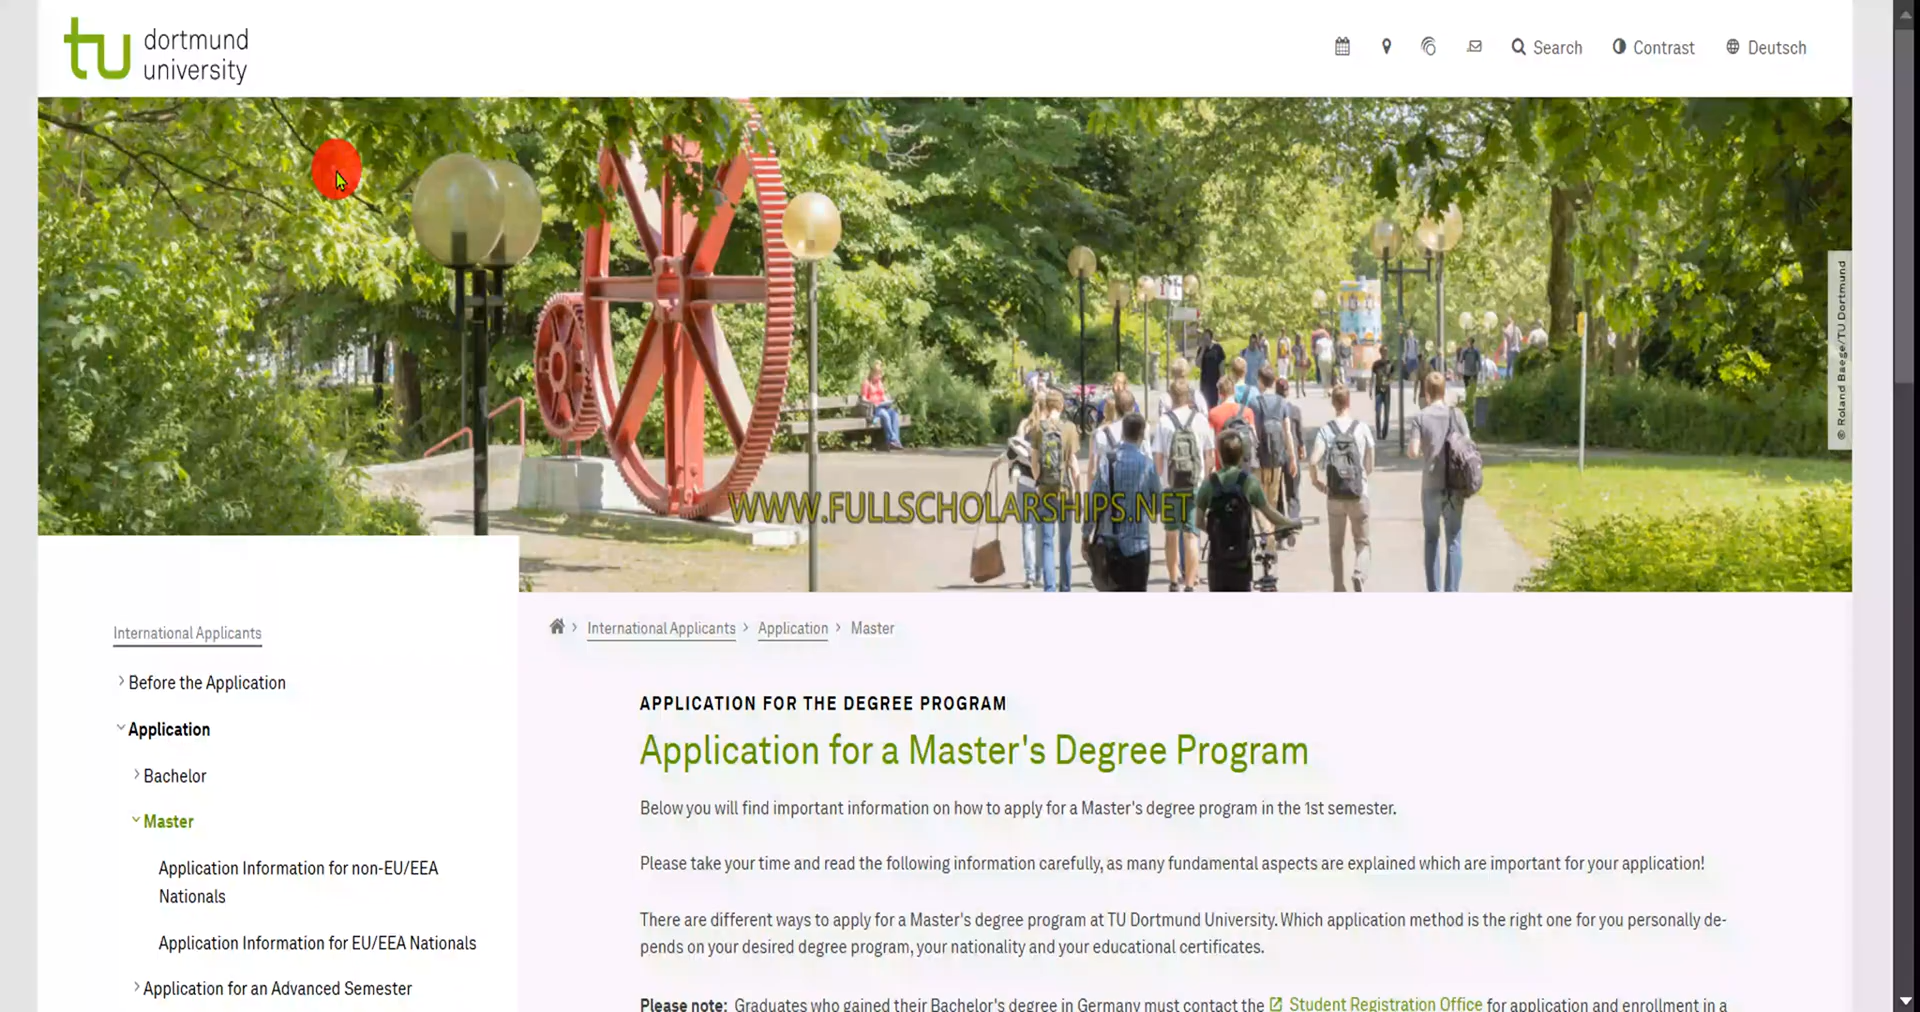 tu dortmund
university
Search
Contrast
Deutsch
© Roland Baege/TU Dortmund
WWW.FULLSCHOLARSHIPS.NET
International Applicants
Before the Application
Application
Bachelor
Master
Application Information for non-EU/EEA
Nationals
Application Information for EU/EEA Nationals
Application for an Advanced Semester
International Applicants > Application > Master
APPLICATION FOR THE DEGREE PROGRAM
Application for a Master's Degree Program
Below you will find important information on how to apply for a Master's degree program in the 1st semester.
Please take your time and read the following information carefully, as many fundamental aspects are explained which are important for your application!
There are different ways to apply for a Master's degree program at TU Dortmund University. Which application method is the right one for you personally de-
pends on your desired degree program, your nationality and your educational certificates.
Please note: Graduates who gained their Bachelor's degree in Germany must contact the Student Registration Office for application and enrollment in a